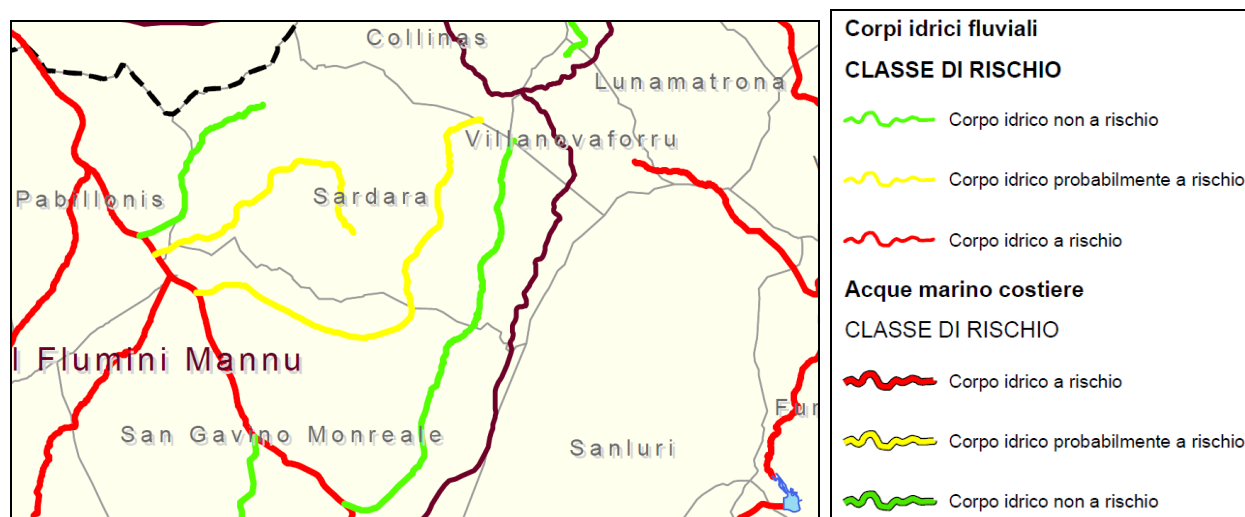 Collinas
Lunamatrona
Villanovaforru
Pabillonis
Sardara
l Flumini Mannu
San Gavino Monreale
Sanluri
Fur
Corpi idrici fluviali
CLASSE DI RISCHIO
Corpo idrico non a rischio
Corpo idrico probabilmente a rischio
Corpo idrico a rischio
Acque marino costiere
CLASSE DI RISCHIO
Corpo idrico a rischio
Corpo idrico probabilmente a rischio
Corpo idrico non a rischio